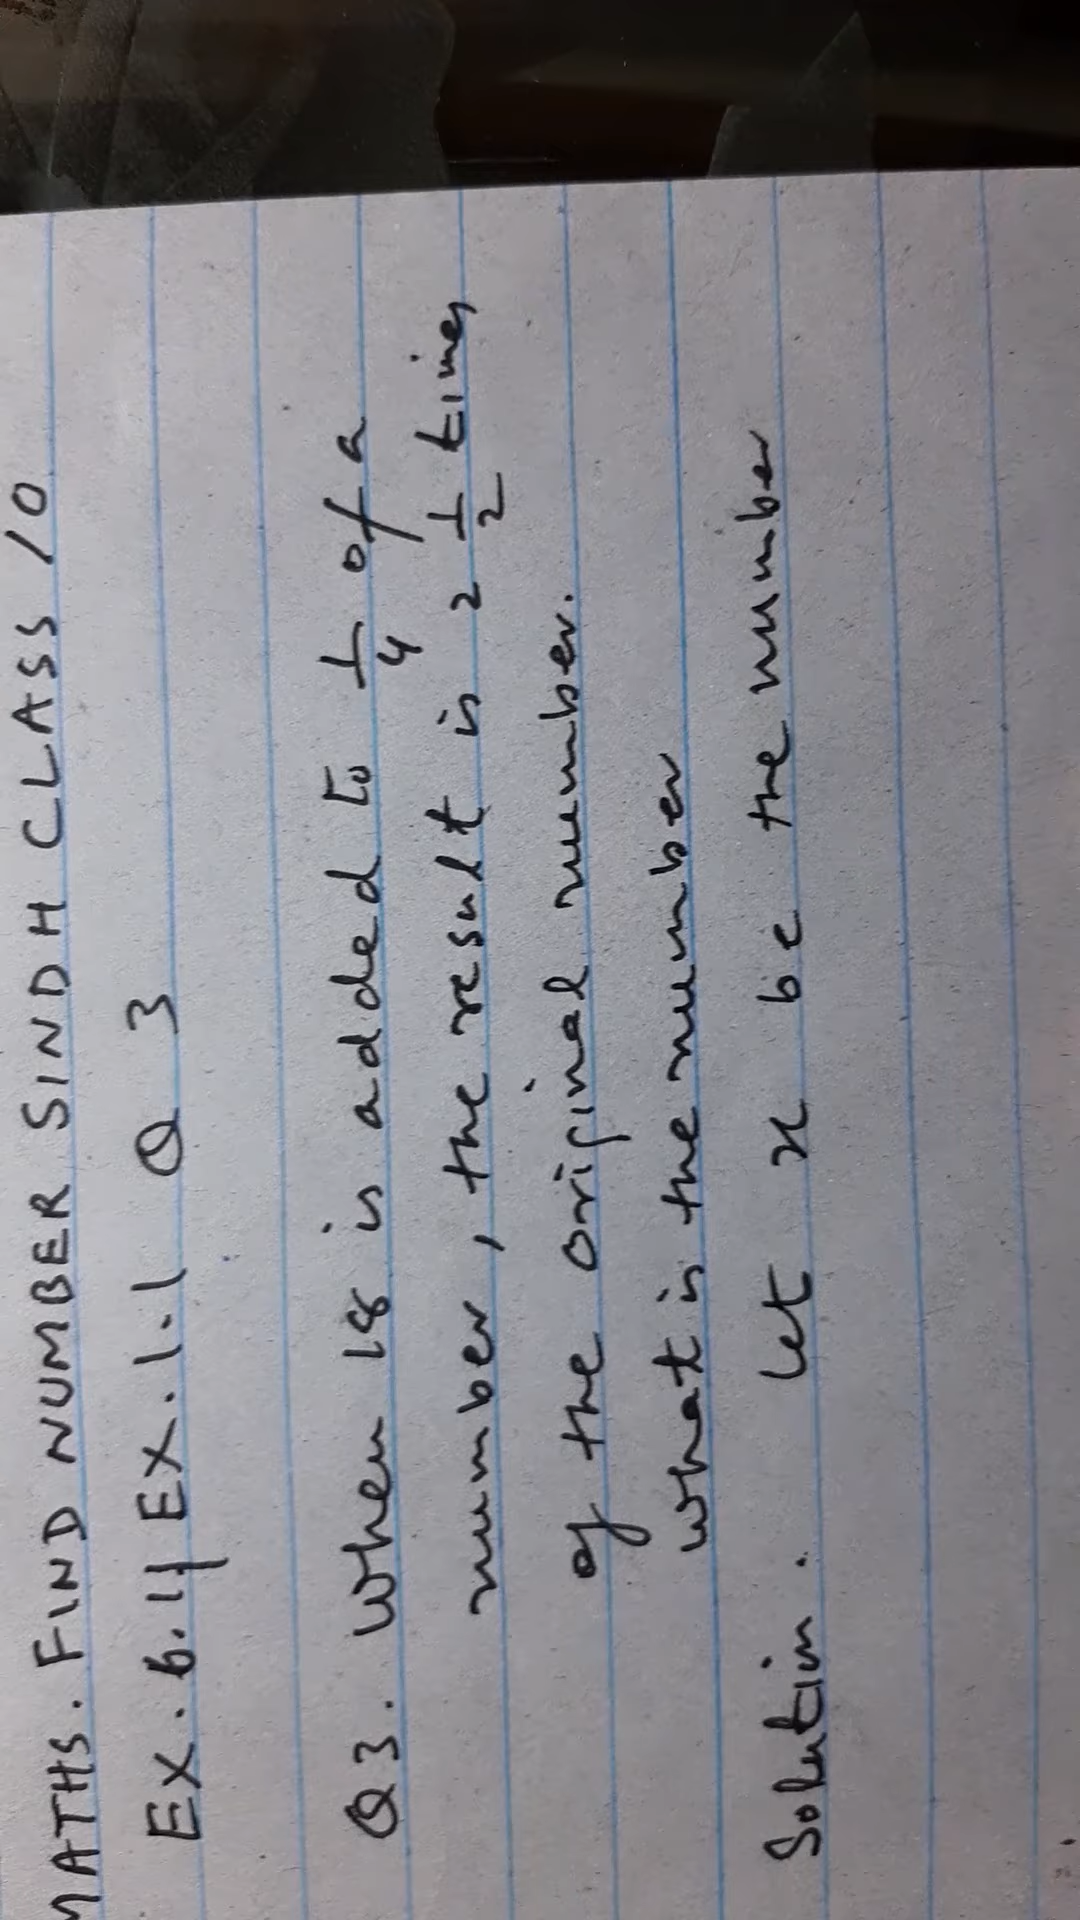 MATHS. FIND NUMBER SINDH CLASS 10
EX. 6.1 | EX. 1.1 Q 3
Q3. When 18 is added to 1/4 of a
number, the result is 2 1/2 times
of the original number.
what is the number
Solution. Let x be the number